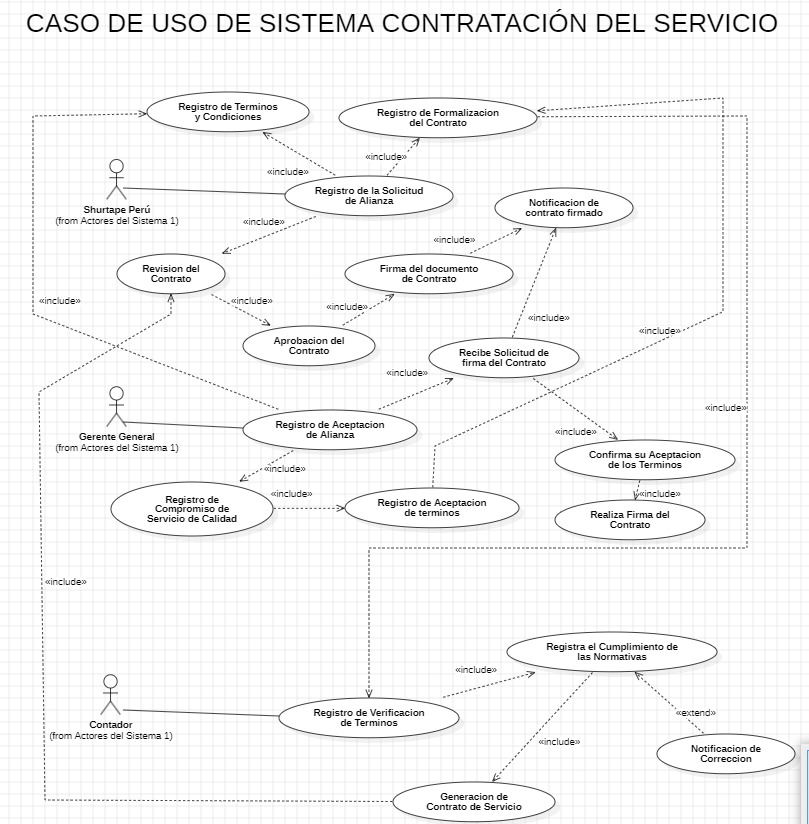 CASO DE USO DE SISTEMA CONTRATACIÓN DEL SERVICIO
Registro de Terminos
y Condiciones
Registro de Formalizacion
del Contrato
«include»
«include»
Shurtape Perú
(from Actores del Sistema 1)
Registro de la Solicitud
de Alianza
Notificacion de
contrato firmado
«include»
«include»
Revision del
Contrato
Firma del documento
de Contrato
«include»
«include»
«include»
«include»
«include»
Aprobacion del
Contrato
Recibe Solicitud de
firma del Contrato
«include»
«include»
Gerente General
(from Actores del Sistema 1)
Registro de Aceptacion
de Alianza
«include»
Confirma su Aceptacion
de los Terminos
«include»
«include»
«include»
Registro de
Compromiso de
Servicio de Calidad
Registro de Aceptacion
de terminos
Realiza Firma del
Contrato
«include»
Registra el Cumplimiento de
las Normativas
«include»
Contador
(from Actores del Sistema 1)
Registro de Verificacion
de Terminos
«extend»
«include»
Notificacion de
Correccion
Generacion de
Contrato de Servicio